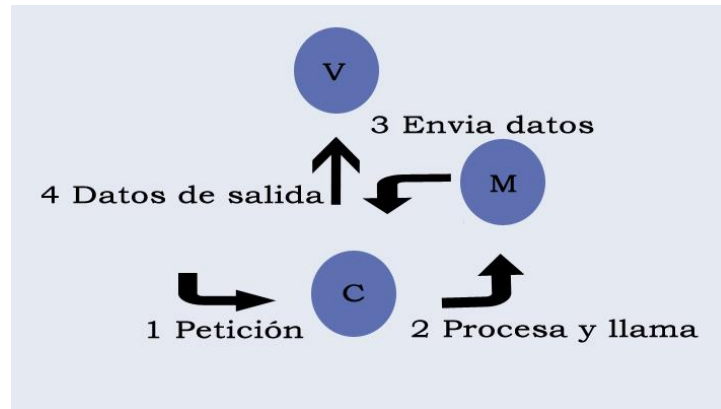 V
3 Envia datos
M
4 Datos de salida
C
1 Petición
2 Procesa y llama